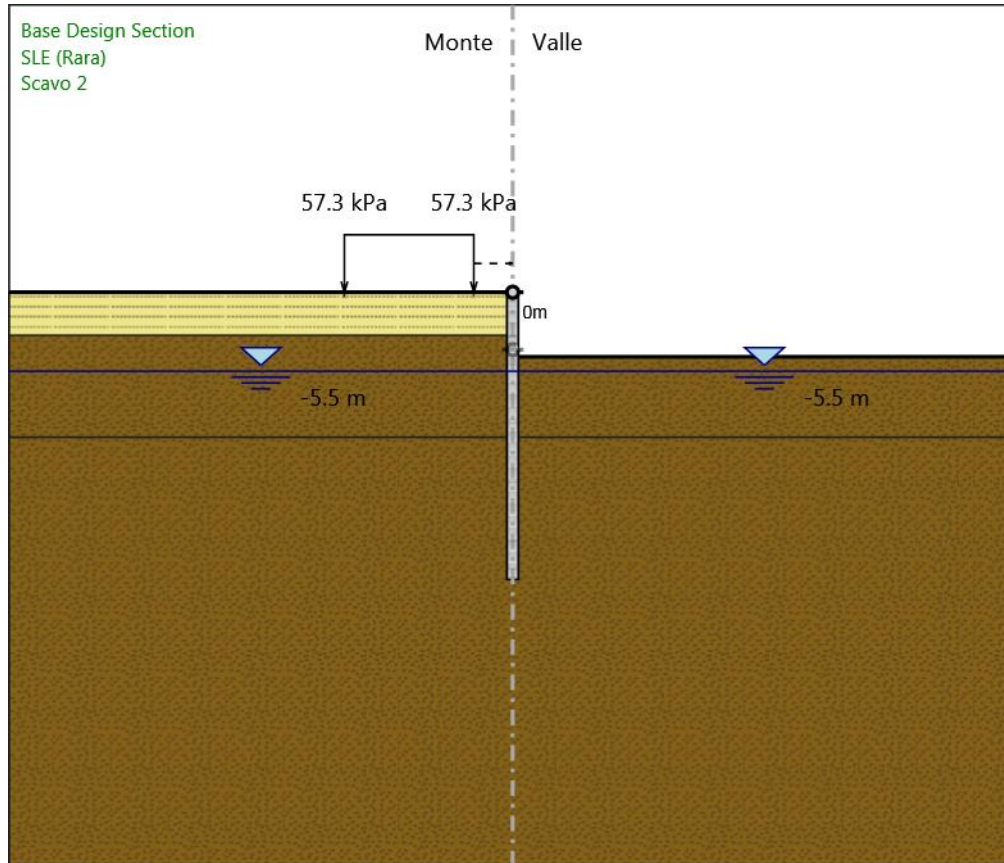 Base Design Section
SLE (Rara)
Scavo 2
Monte
Valle
57.3 kPa
57.3 kPa
0m
-5.5 m
-5.5 m